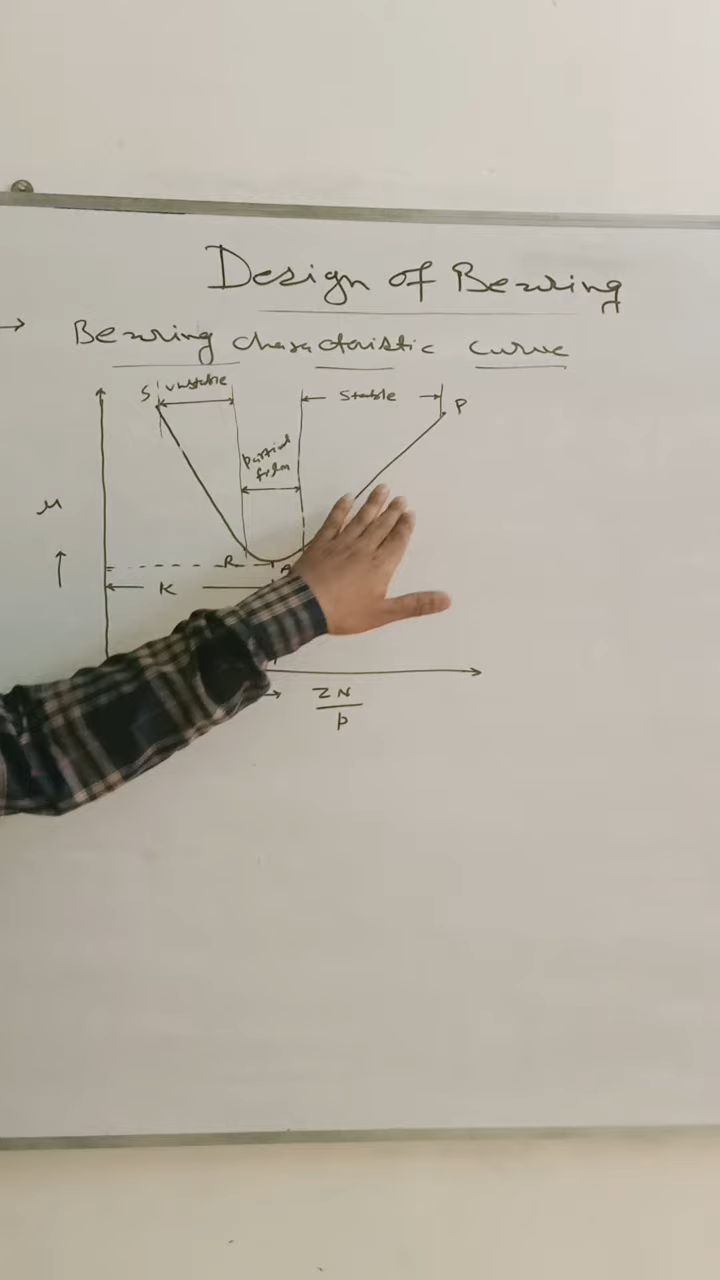 Design of Bearing
→ Bearing characteristic curve
S unstable stable P
partial
film
μ
R A
K
ZN
p